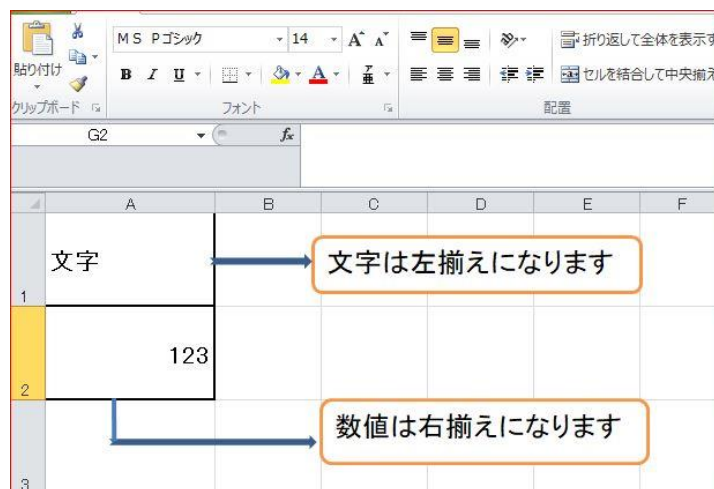 MS Pゴシック 14 A A 折り返して全体を表示す
貼り付け B I U A ア亜 セルを結合して中央揃え
クリップボード フォント 配置
G2 fx
A B C D E F
文字 文字は左揃えになります
1
123
2
数値は右揃えになります
3